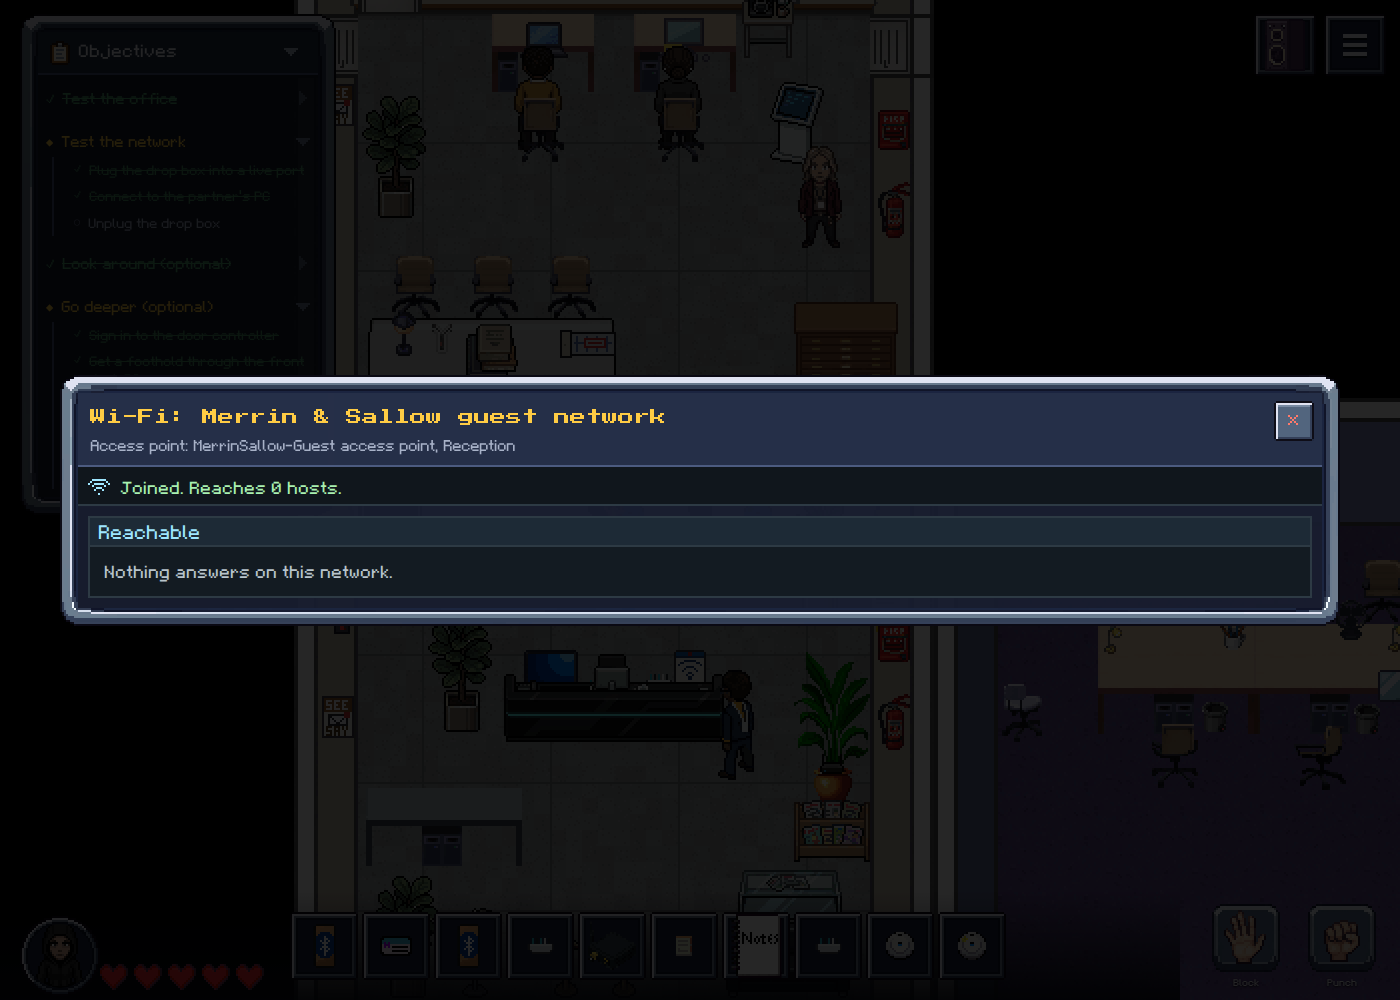 Objectives
Test the office
Test the network
Plug the drop box into a live port
Connect to the partner's PC
Unplug the drop box
Look around (optional)
Go deeper (optional)
Sign in to the door controller
Get a foothold through the front
Wi-Fi: Merrin & Sallow guest network
Access point: MerrinSallow-Guest access point, Reception
Joined. Reaches 0 hosts.
Reachable
Nothing answers on this network.
SEE
SAY
Notes
Block
Punch